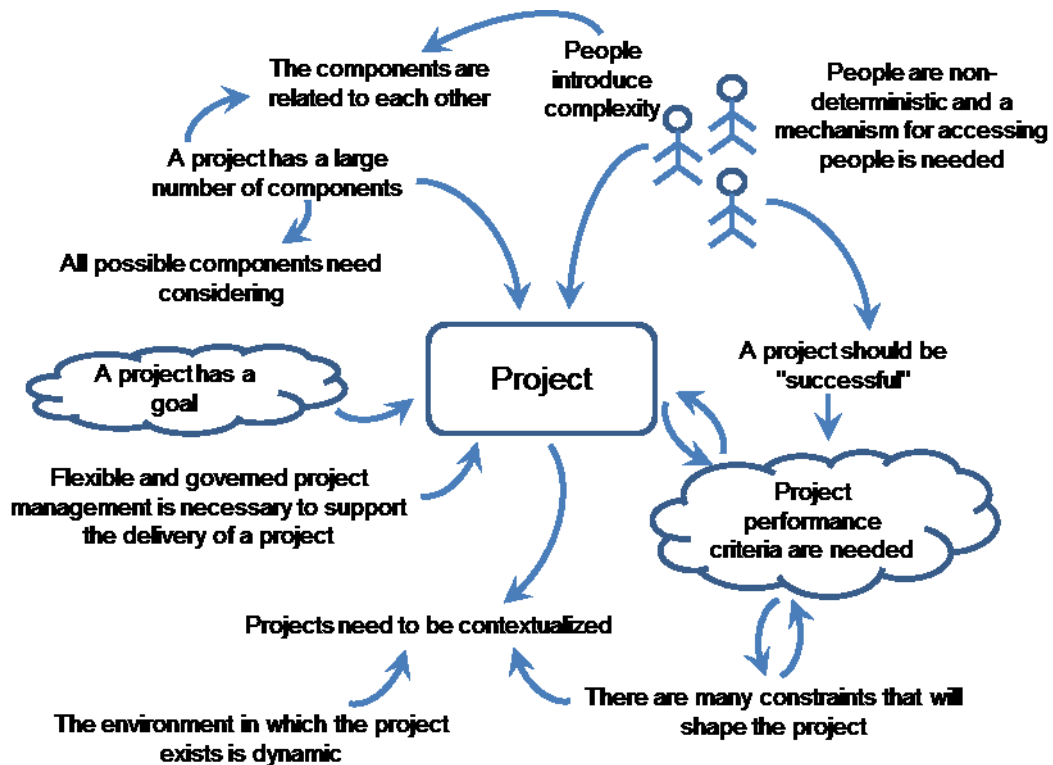 People
introduce
complexity
The components are
related to each other
People are non-
deterministic and a
mechanism for accessing
people is needed
A project has a large
number of components
All possible components need
considering
A project has a
goal
Project
A project should be
"successful"
Flexible and governed project
management is necessary to support
the delivery of a project
Project
performance
criteria are needed
Projects need to be contextualized
There are many constraints that will
shape the project
The environment in which the project
exists is dynamic